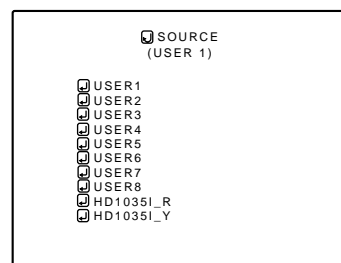 SOURCE
(USER 1)
USER1
USER2
USER3
USER4
USER5
USER6
USER7
USER8
HD1035I_R
HD1035I_Y